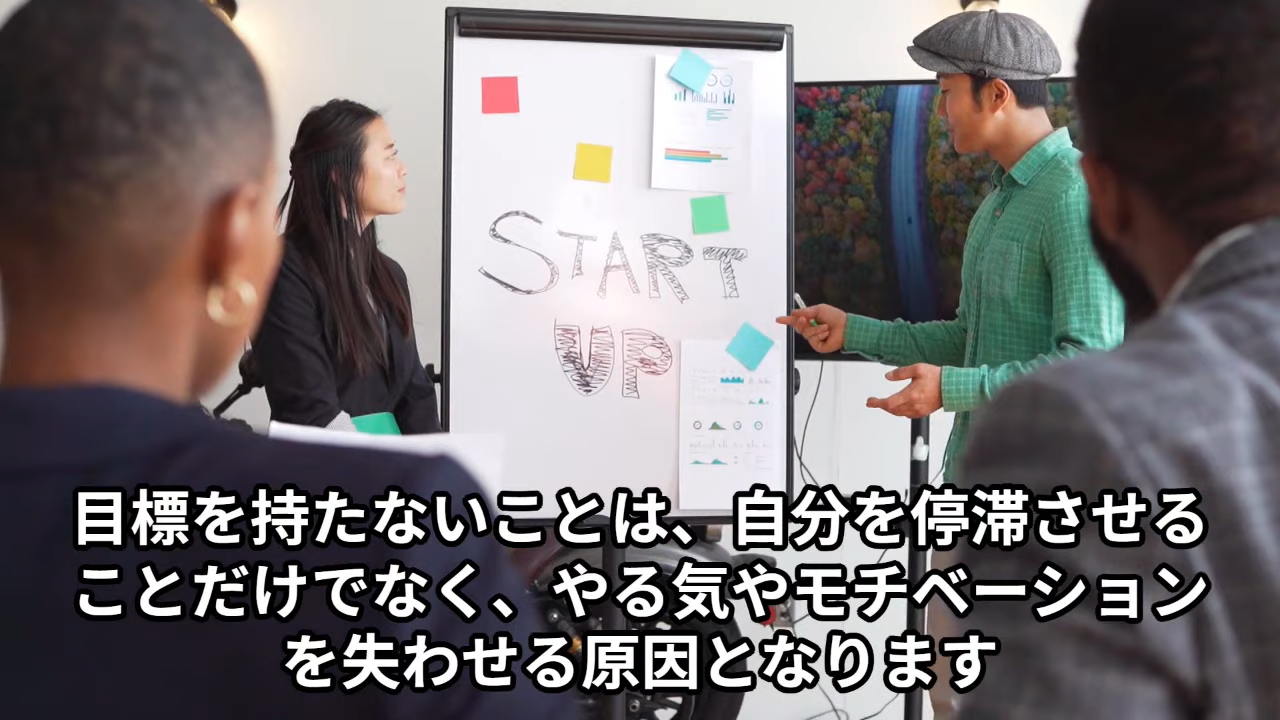 START
UP
目標を持たないことは、自分を停滞させる
ことだけでなく、やる気やモチベーション
を失わせる原因となります